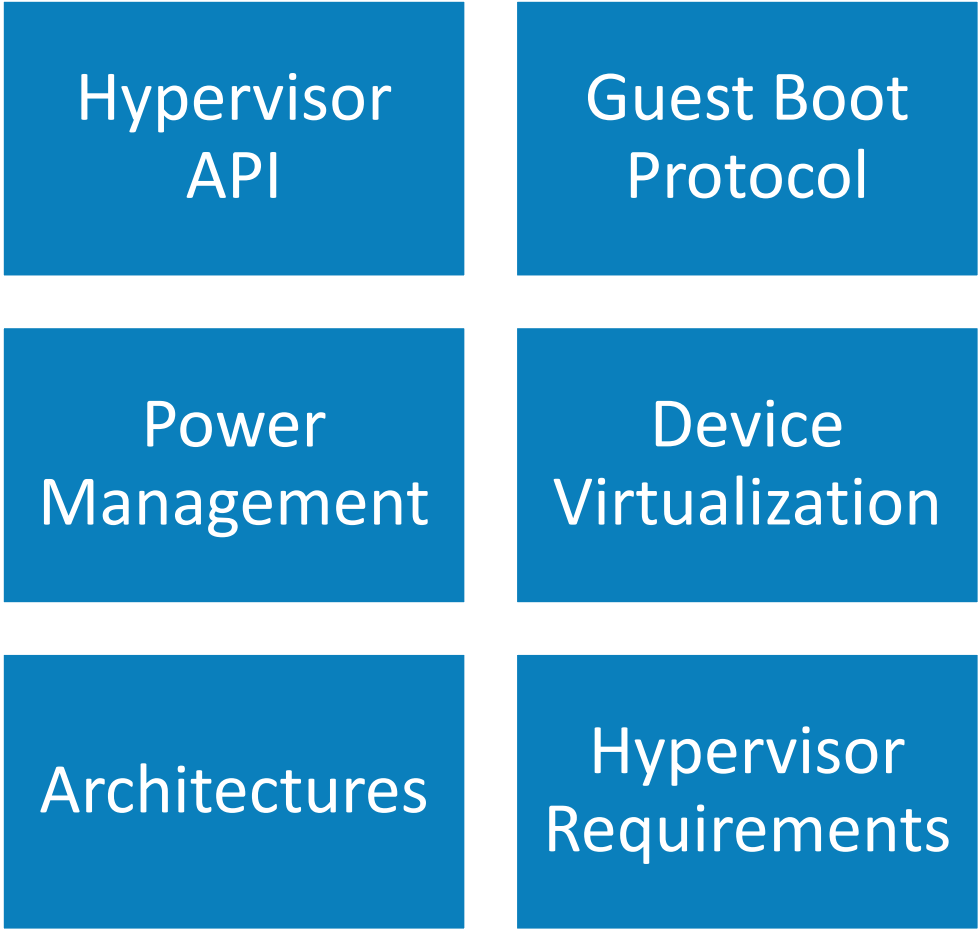 Hypervisor
API
Guest Boot
Protocol
Power
Management
Device
Virtualization
Architectures
Hypervisor
Requirements